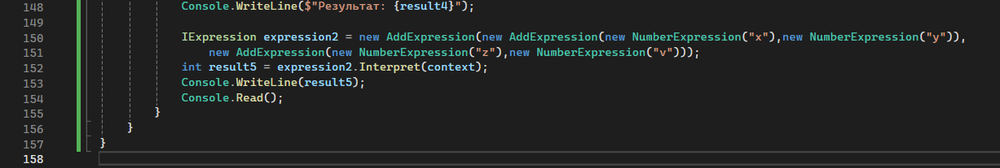 148 Console.WriteLine($"Результат: {result4}");
149
150 IExpression expression2 = new AddExpression(new AddExpression(new NumberExpression("x"),new NumberExpression("y")),
151 new AddExpression(new NumberExpression("z"),new NumberExpression("v")));
152 int result5 = expression2.Interpret(context);
153 Console.WriteLine(result5);
154 Console.Read();
155 }
156 }
157 }
158